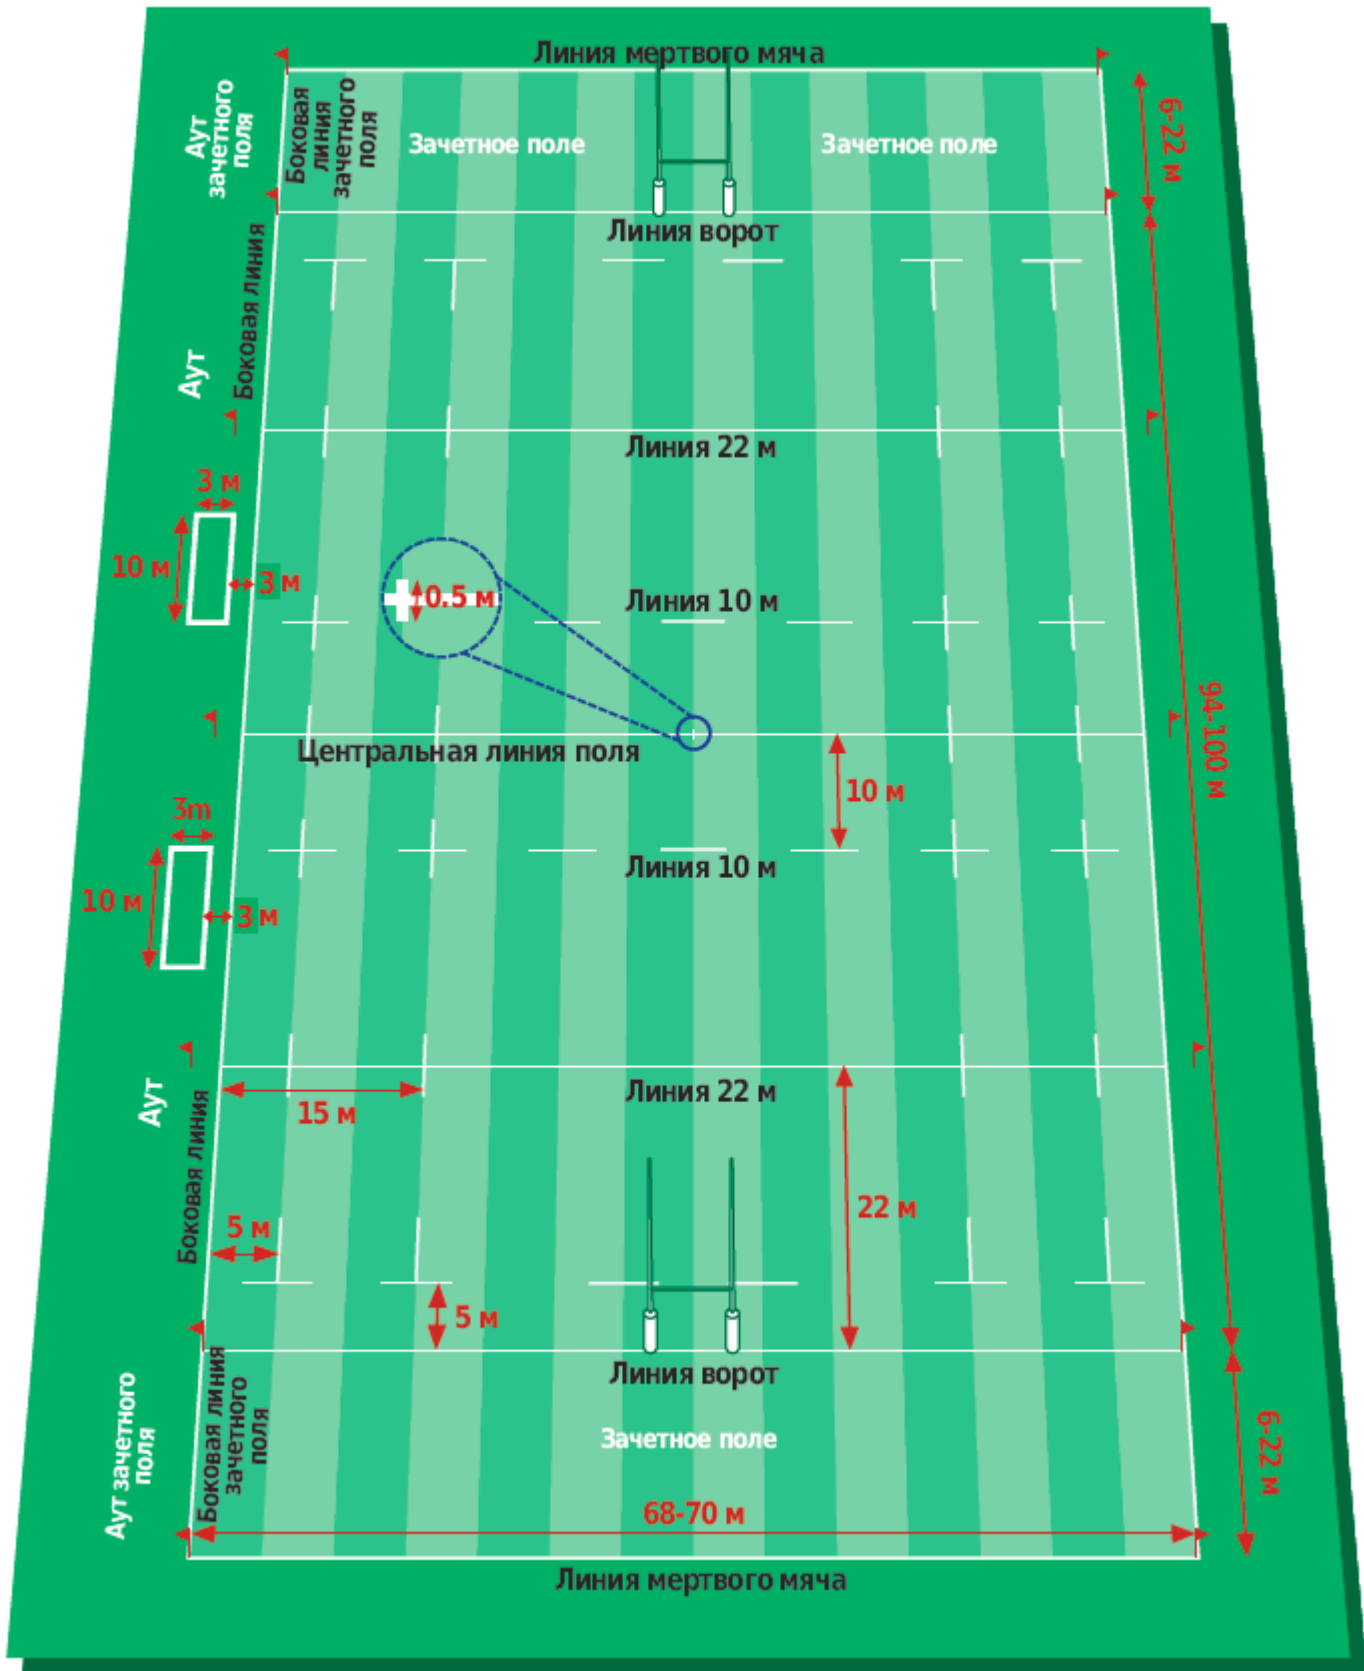 Линия мертвого мяча
Аут
зачетного
поля
Боковая
линия
зачетного
поля
Зачетное поле
Зачетное поле
6-22 м
Линия ворот
Боковая линия
Аут
Линия 22 м
3 м
10 м
3 м
0.5 м
Линия 10 м
94-100 м
Центральная линия поля
10 м
3m
Линия 10 м
10 м
3 м
Аут
Боковая линия
15 м
Линия 22 м
22 м
5 м
5 м
Линия ворот
Аут зачетного
поля
Боковая линия
зачетного
поля
Зачетное поле
6-22 м
68-70 м
Линия мертвого мяча